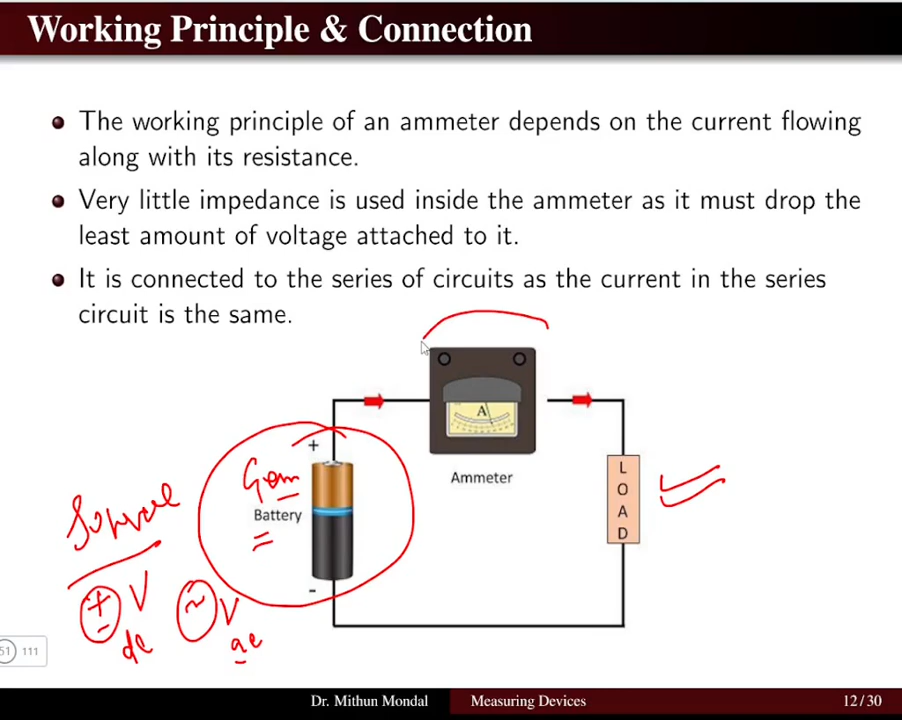 Working Principle & Connection
The working principle of an ammeter depends on the current flowing
along with its resistance.
Very little impedance is used inside the ammeter as it must drop the
least amount of voltage attached to it.
It is connected to the series of circuits as the current in the series
circuit is the same.
A
+
Gen
Battery
-
Ammeter
L
O
A
D
Source
+
-
V
dc
~
V
ac
51 111
Dr. Mithun Mondal
Measuring Devices
12/30